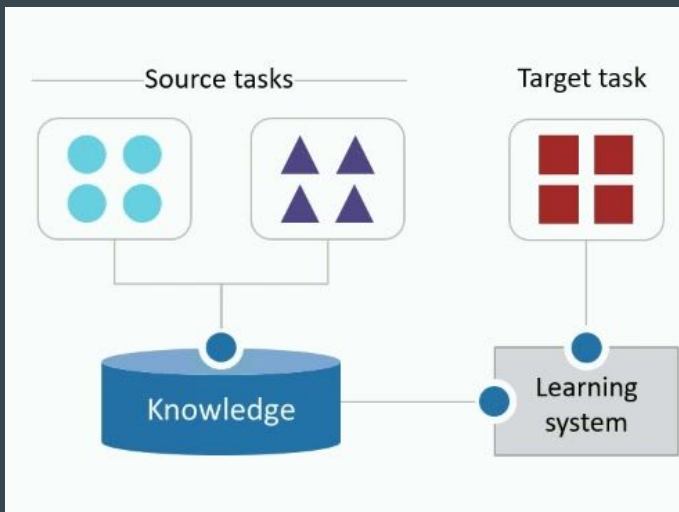 Source tasks
Target task
Knowledge
Learning
system